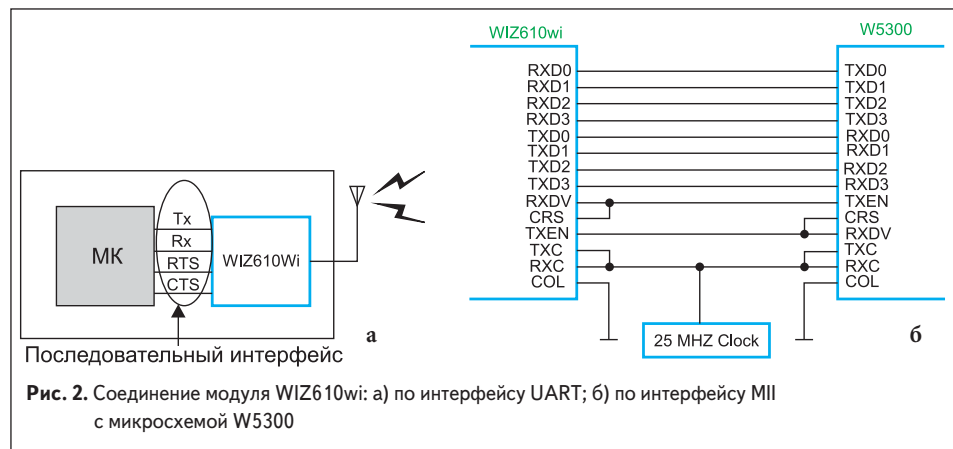 МК
Tx
Rx
RTS
CTS
WIZ610Wi
Последовательный интерфейс
а
WIZ610wi
RXD0
RXD1
RXD2
RXD3
TXD0
TXD1
TXD2
TXD3
RXDV
CRS
TXEN
TXC
RXC
COL
W5300
TXD0
TXD1
TXD2
TXD3
RXD0
RXD1
RXD2
RXD3
TXEN
CRS
RXDV
TXC
RXC
COL
25 MHZ Clock
б
Рис. 2. Соединение модуля WIZ610wi: а) по интерфейсу UART; б) по интерфейсу MII
с микросхемой W5300